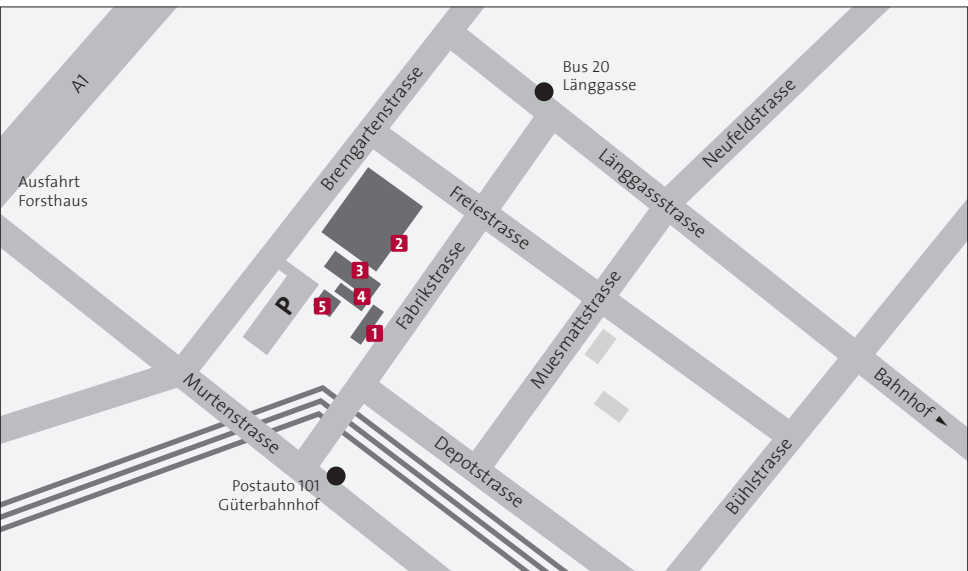 A1
Bremgartenstrasse
Bus 20
Länggasse
Neufeldstrasse
Ausfahrt
Forsthaus
Länggassstrasse
Freiestrasse
2
3
4
5
1
P
Fabrikstrasse
Muesmattstrasse
Murtenstrasse
Bahnhof
Depotstrasse
Bühlstrasse
Postauto 101
Güterbahnhof